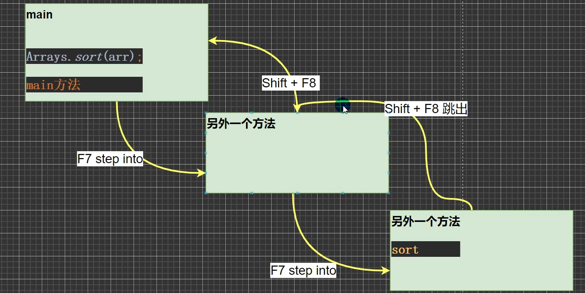 main
Arrays.sort(arr);
main方法
Shift + F8
Shift + F8 跳出
另外一个方法
F7 step into
另外一个方法
sort
F7 step into